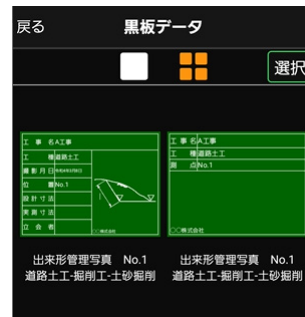 戻る 黒板データ
選択
工事名 A工事
工種 道路土工
撮影月日
位置 No.1
設計寸法
実測寸法
立会者
〇〇株式会社
工事名 A工事
工種 道路土工
測点 No.1
〇〇株式会社
出来形管理写真 No.1
道路土工-掘削工-土砂掘削
出来形管理写真 No.1
道路土工-掘削工-土砂掘削